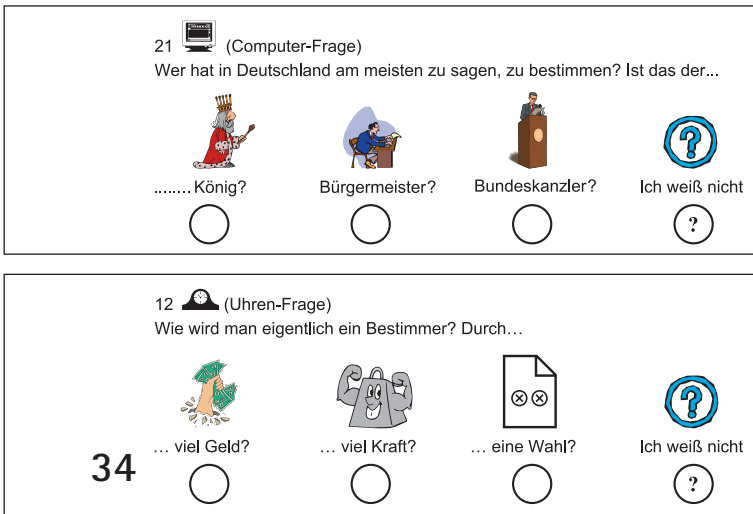 21 (Computer-Frage)
Wer hat in Deutschland am meisten zu sagen, zu bestimmen? Ist das der...
........ König? Bürgermeister? Bundeskanzler? Ich weiß nicht
?
12 (Uhren-Frage)
Wie wird man eigentlich ein Bestimmer? Durch…
… viel Geld? … viel Kraft? … eine Wahl? Ich weiß nicht
34
?